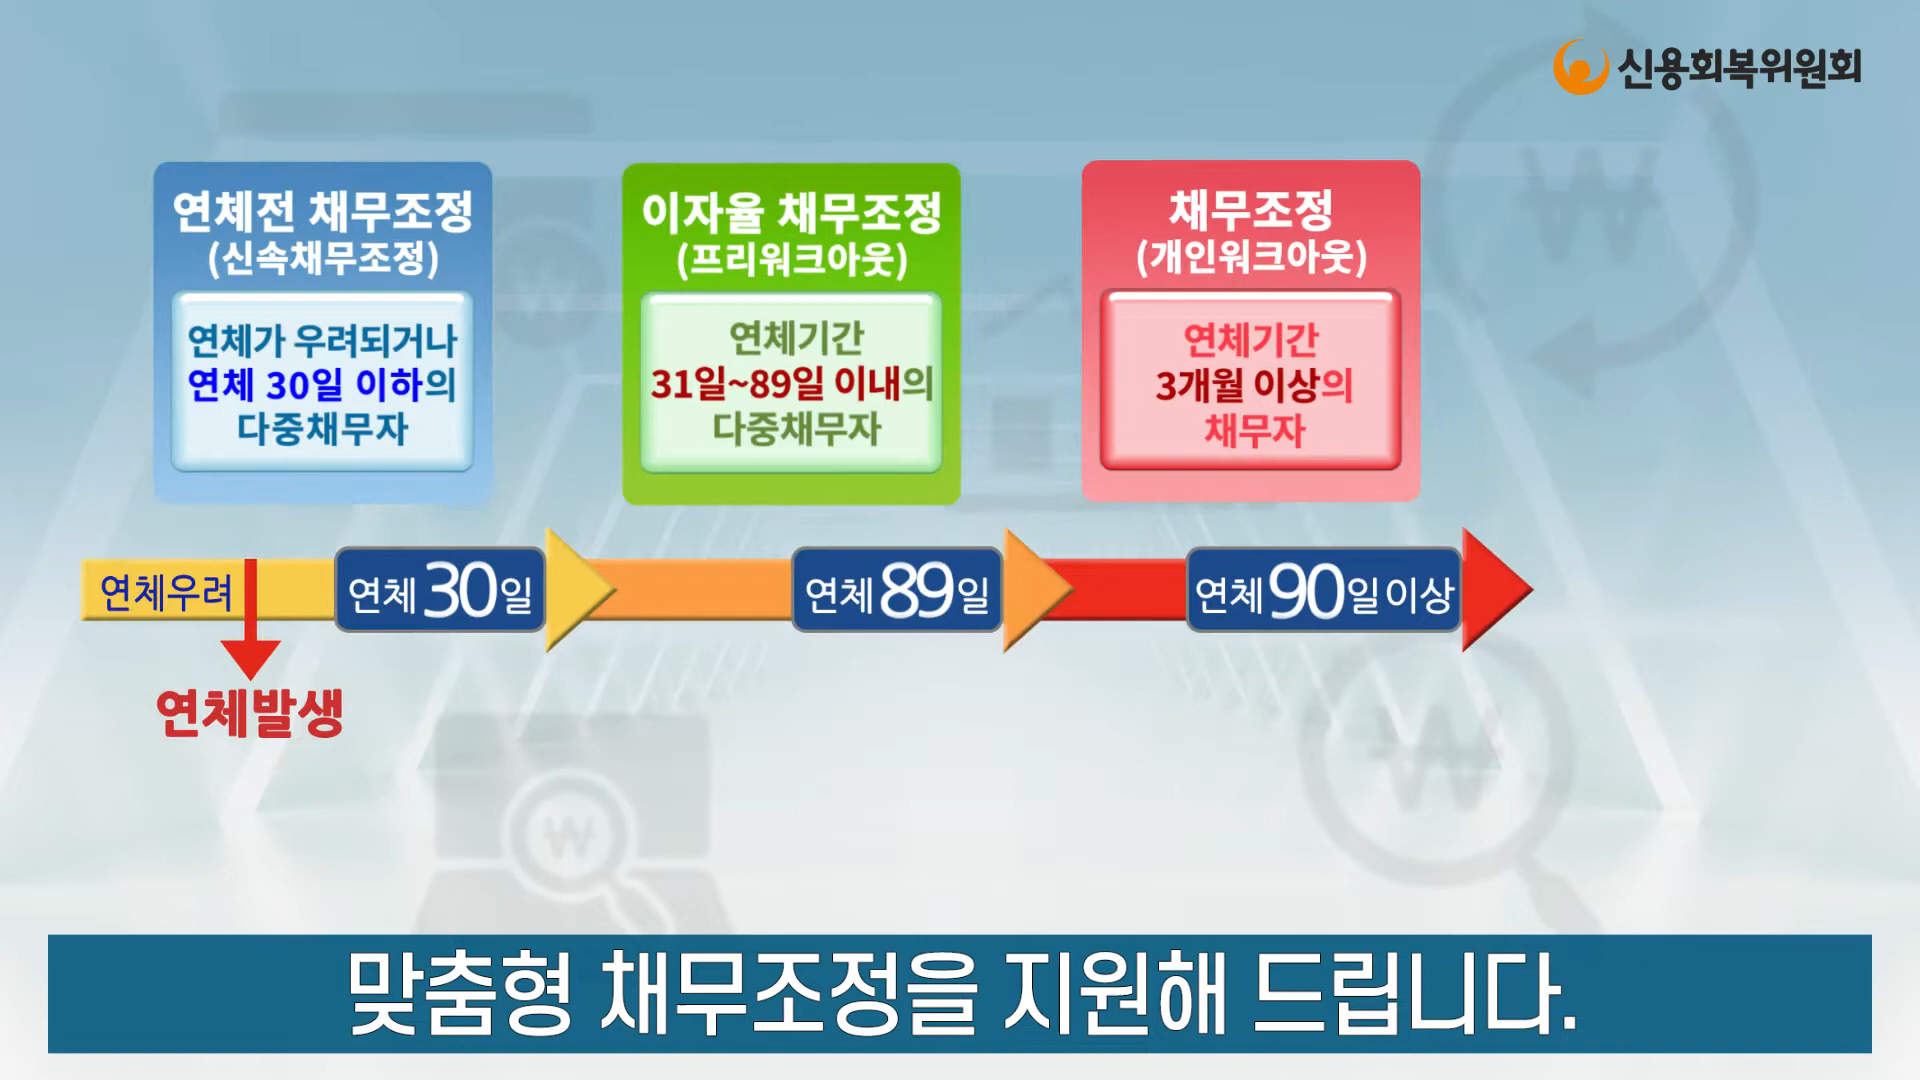 신용회복위원회
연체전 채무조정
(신속채무조정)
연체가 우려되거나
연체 30일 이하의
다중채무자
이자율 채무조정
(프리워크아웃)
연체기간
31일~89일 이내의
다중채무자
채무조정
(개인워크아웃)
연체기간
3개월 이상의
채무자
연체우려
연체 30일
연체 89일
연체 90일 이상
연체발생
맞춤형 채무조정을 지원해 드립니다.